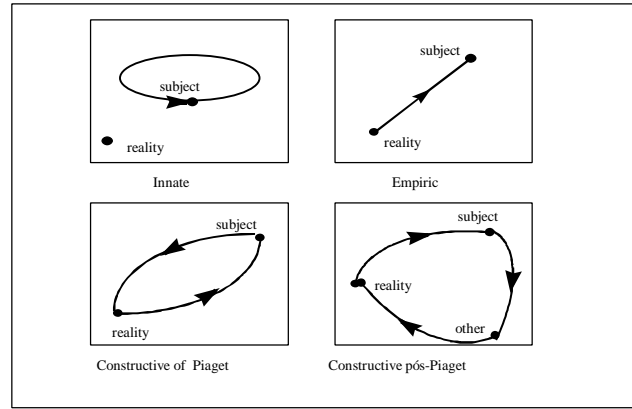 subject
reality
Innate
subject
reality
Empiric
subject
reality
Constructive of Piaget
subject
reality
other
Constructive pós-Piaget